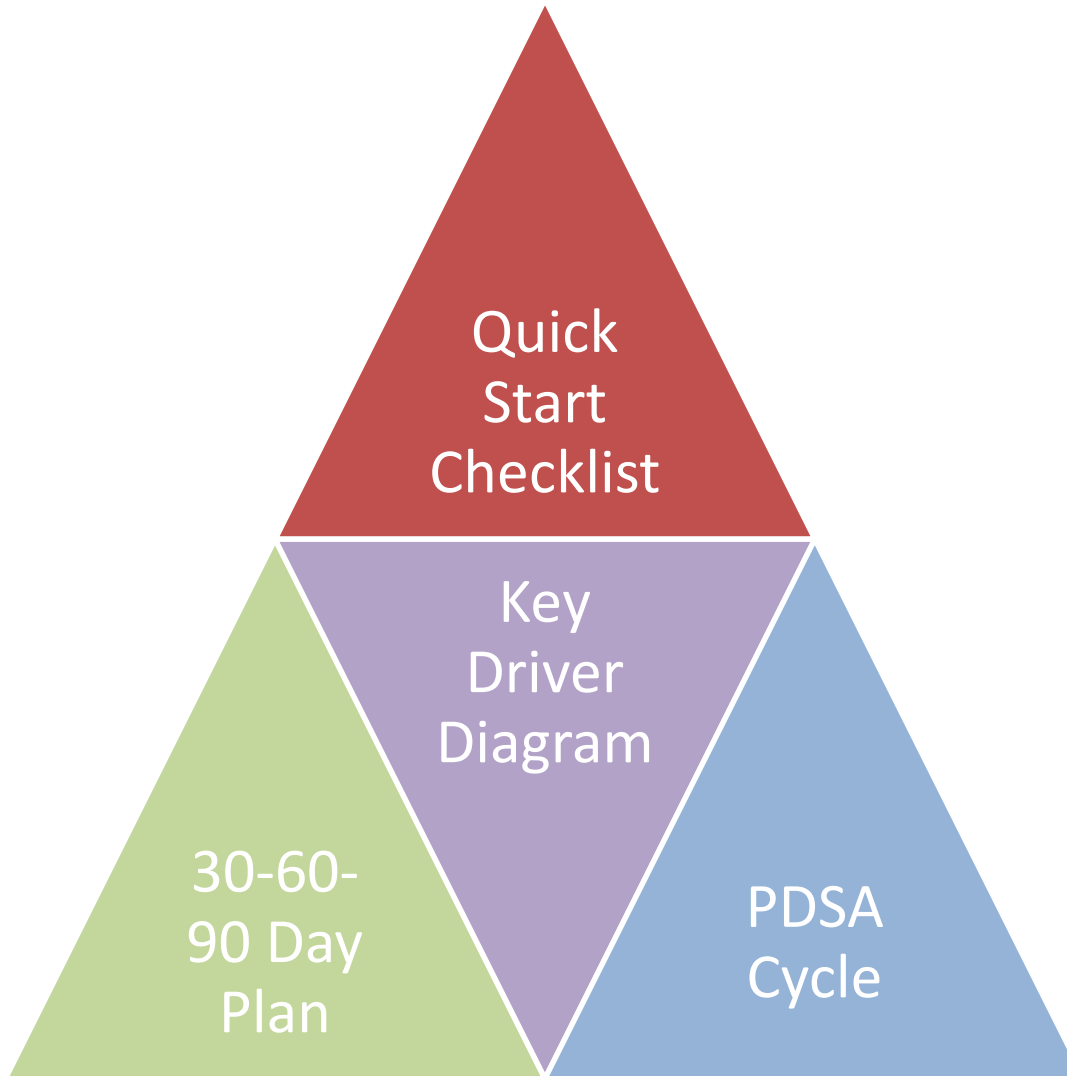 Quick
Start
Checklist
Key
Driver
Diagram
30-60-
90 Day
Plan
PDSA
Cycle